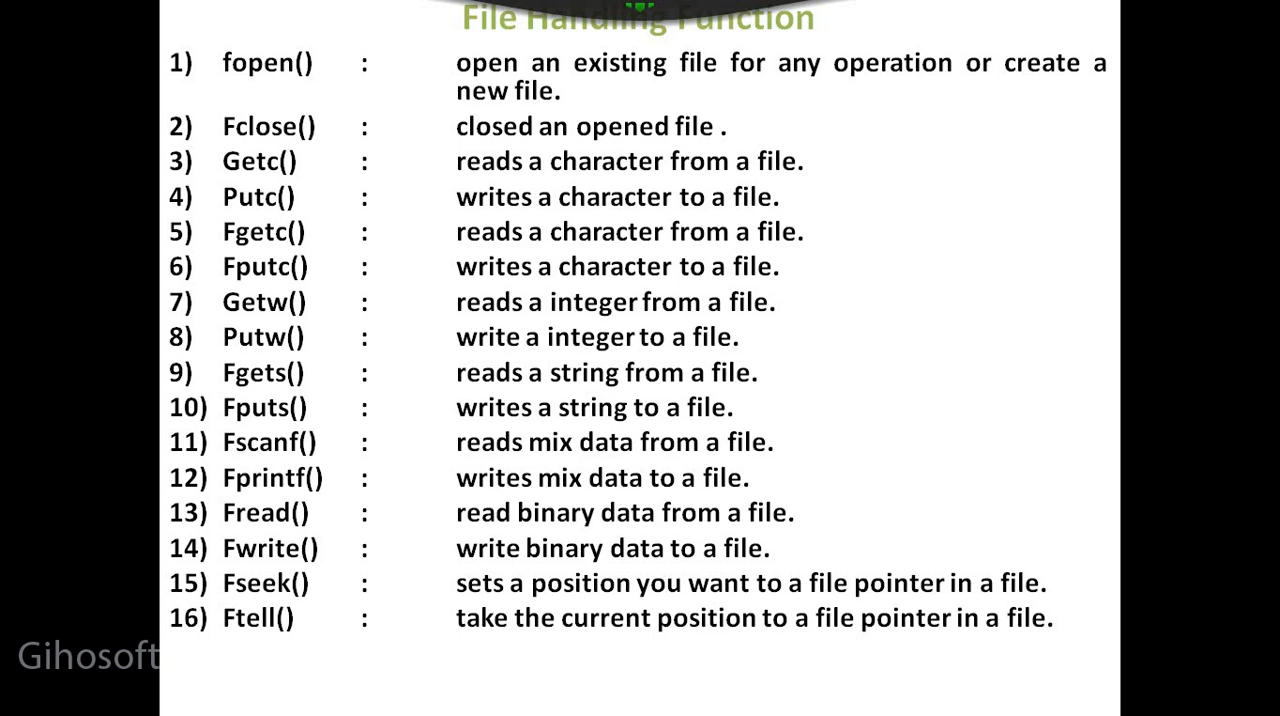 File Handling Function
1) fopen() : open an existing file for any operation or create a
new file.
2) Fclose() : closed an opened file .
3) Getc() : reads a character from a file.
4) Putc() : writes a character to a file.
5) Fgetc() : reads a character from a file.
6) Fputc() : writes a character to a file.
7) Getw() : reads a integer from a file.
8) Putw() : write a integer to a file.
9) Fgets() : reads a string from a file.
10) Fputs() : writes a string to a file.
11) Fscanf() : reads mix data from a file.
12) Fprintf() : writes mix data to a file.
13) Fread() : read binary data from a file.
14) Fwrite() : write binary data to a file.
15) Fseek() : sets a position you want to a file pointer in a file.
16) Ftell() : take the current position to a file pointer in a file.
Gihosoft